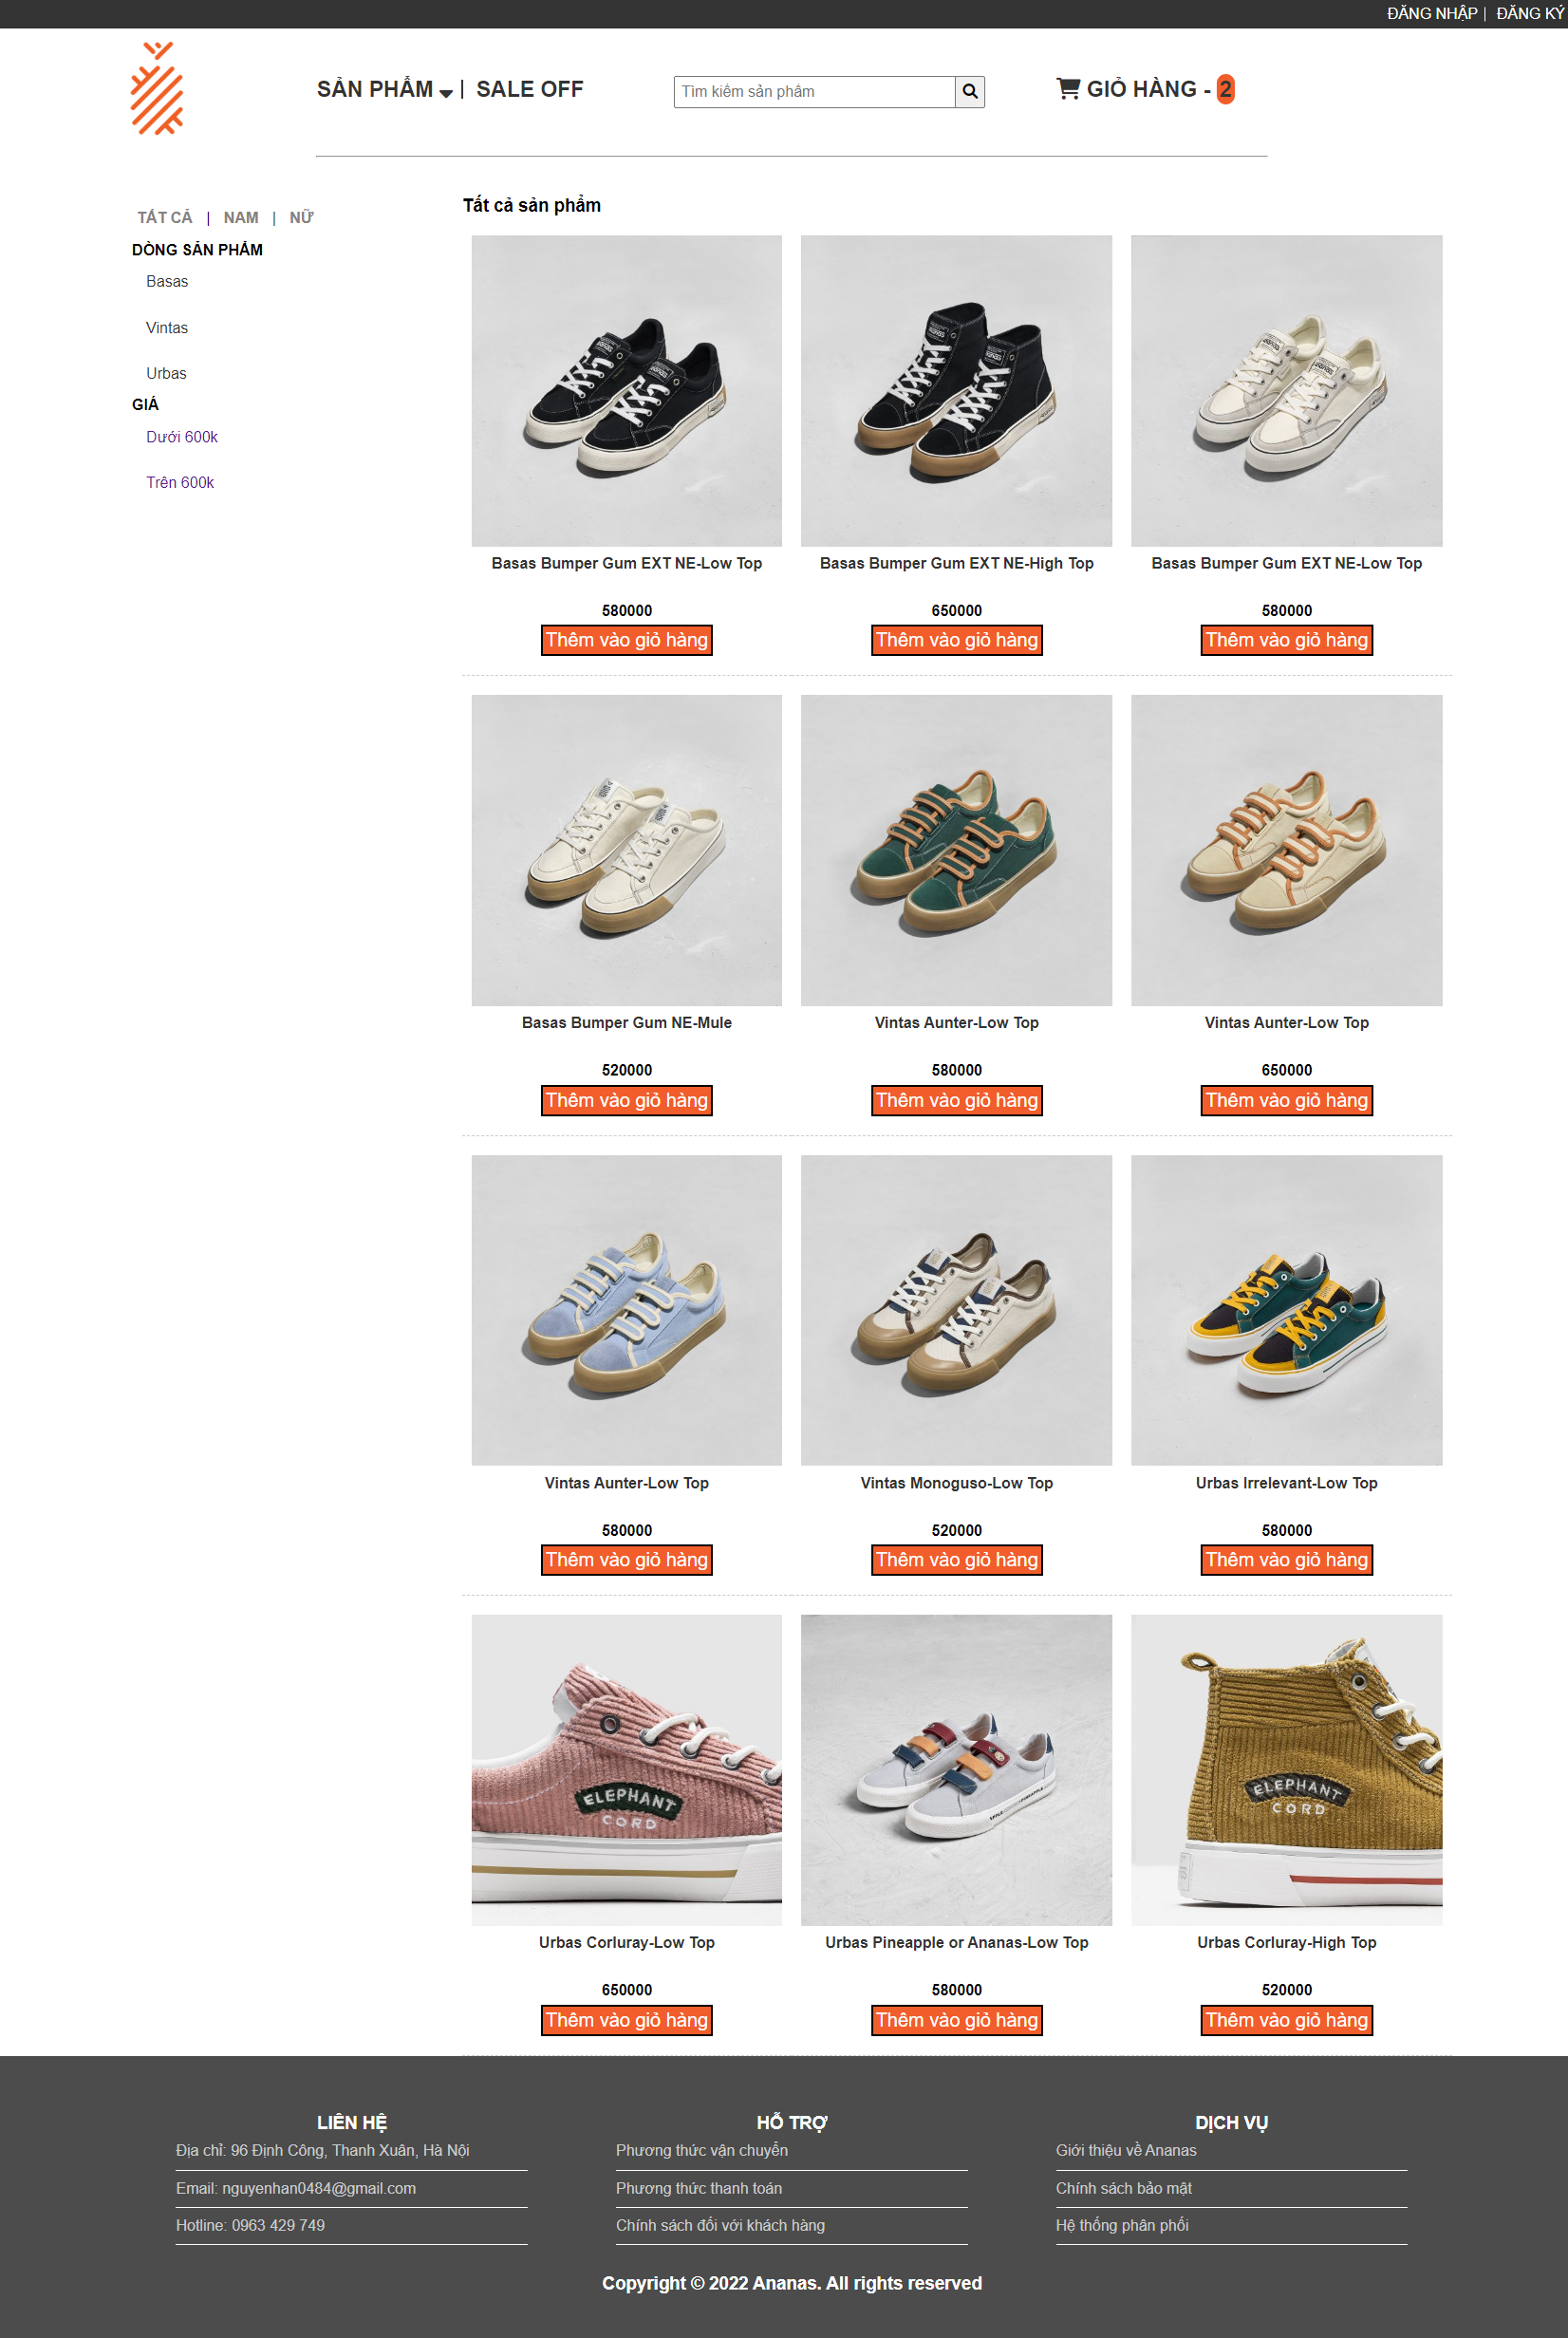 ĐĂNG NHẬP | ĐĂNG KÝ
SẢN PHẨM | SALE OFF
Tìm kiếm sản phẩm
GIỎ HÀNG - 2
TẤT CẢ | NAM | NỮ
DÒNG SẢN PHẨM
Basas
Vintas
Urbas
GIÁ
Dưới 600k
Trên 600k
Tất cả sản phẩm
Basas Bumper Gum EXT NE-Low Top
580000
Thêm vào giỏ hàng
Basas Bumper Gum EXT NE-High Top
650000
Thêm vào giỏ hàng
Basas Bumper Gum EXT NE-Low Top
580000
Thêm vào giỏ hàng
Basas Bumper Gum NE-Mule
520000
Thêm vào giỏ hàng
Vintas Aunter-Low Top
580000
Thêm vào giỏ hàng
Vintas Aunter-Low Top
650000
Thêm vào giỏ hàng
Vintas Aunter-Low Top
580000
Thêm vào giỏ hàng
Vintas Monoguso-Low Top
520000
Thêm vào giỏ hàng
Urbas Irrelevant-Low Top
580000
Thêm vào giỏ hàng
ELEPHANT
CORD
Urbas Corluray-Low Top
650000
Thêm vào giỏ hàng
Urbas Pineapple or Ananas-Low Top
580000
Thêm vào giỏ hàng
ELEPHANT
CORD
Urbas Corluray-High Top
520000
Thêm vào giỏ hàng
LIÊN HỆ
Địa chỉ: 96 Định Công, Thanh Xuân, Hà Nội
Email: nguyenhan0484@gmail.com
Hotline: 0963 429 749
HỖ TRỢ
Phương thức vận chuyển
Phương thức thanh toán
Chính sách đối với khách hàng
DỊCH VỤ
Giới thiệu về Ananas
Chính sách bảo mật
Hệ thống phân phối
Copyright © 2022 Ananas. All rights reserved